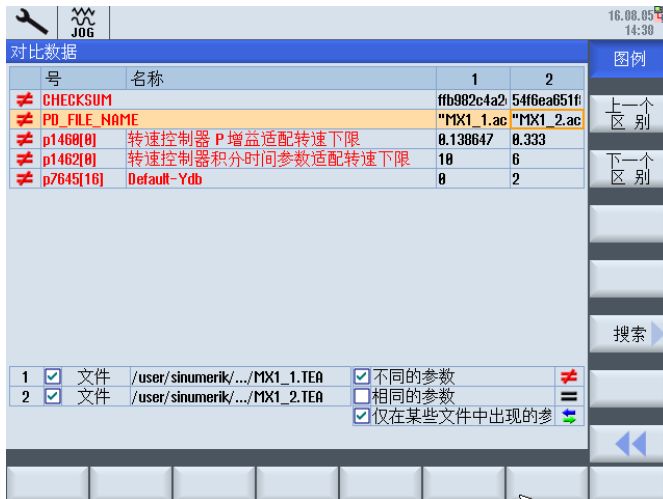 16.08.05
14:30
JOG
对比数据
图例
号 名称 1 2
CHECKSUM ffb982c4a2 54f6ea651f
PD_FILE_NAME "MX1_1.ac "MX1_2.ac
p1460[0] 转速控制器 P 增益适配转速下限 0.138647 0.333
p1462[0] 转速控制器积分时间参数适配转速下限 10 6
p7645[16] Default-Ydb 0 2
上一个
区 别
下一个
区 别
搜索
1 文件 /user/sinumerik/.../MX1_1.TEA 不同的参数
2 文件 /user/sinumerik/.../MX1_2.TEA 相同的参数
仅在某些文件中出现的参